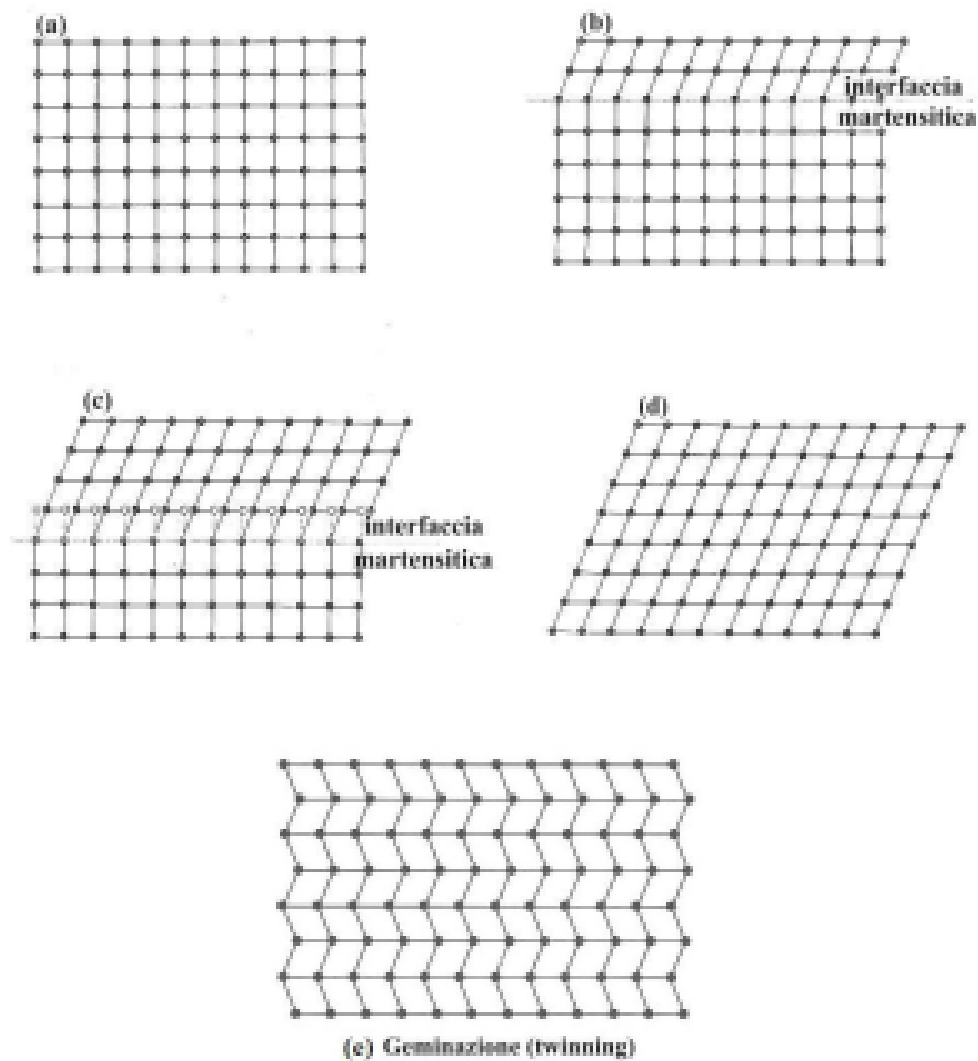 (a)
(b)
interfaccia
martensitica
(c)
(d)
interfaccia
martensitica
(e) Geminazione (twinning)